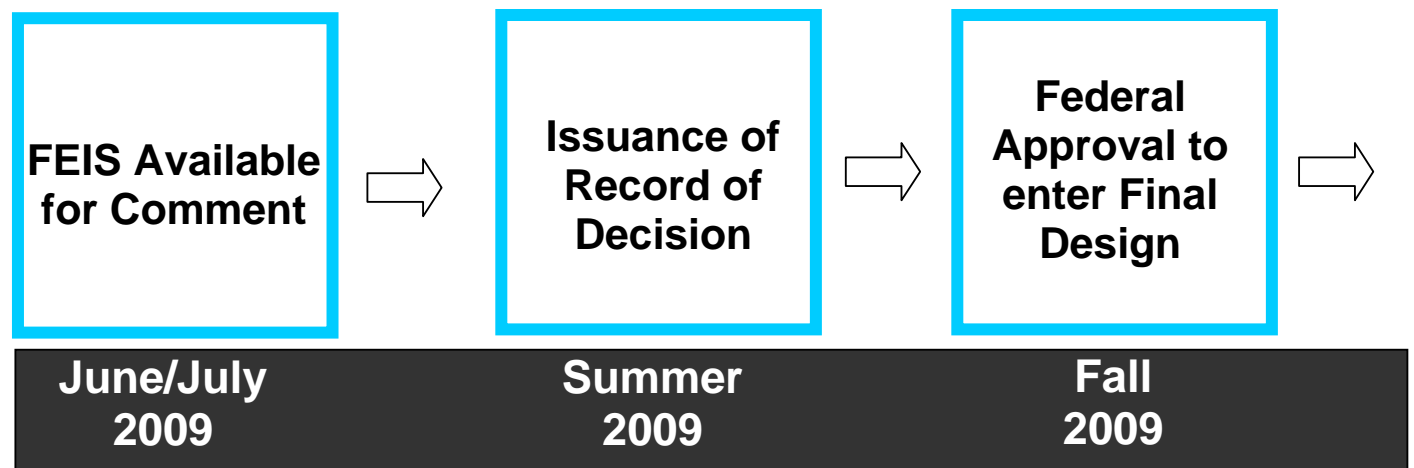 FEIS Available
for Comment
Issuance of
Record of
Decision
Federal
Approval to
enter Final
Design
June/July
2009
Summer
2009
Fall
2009